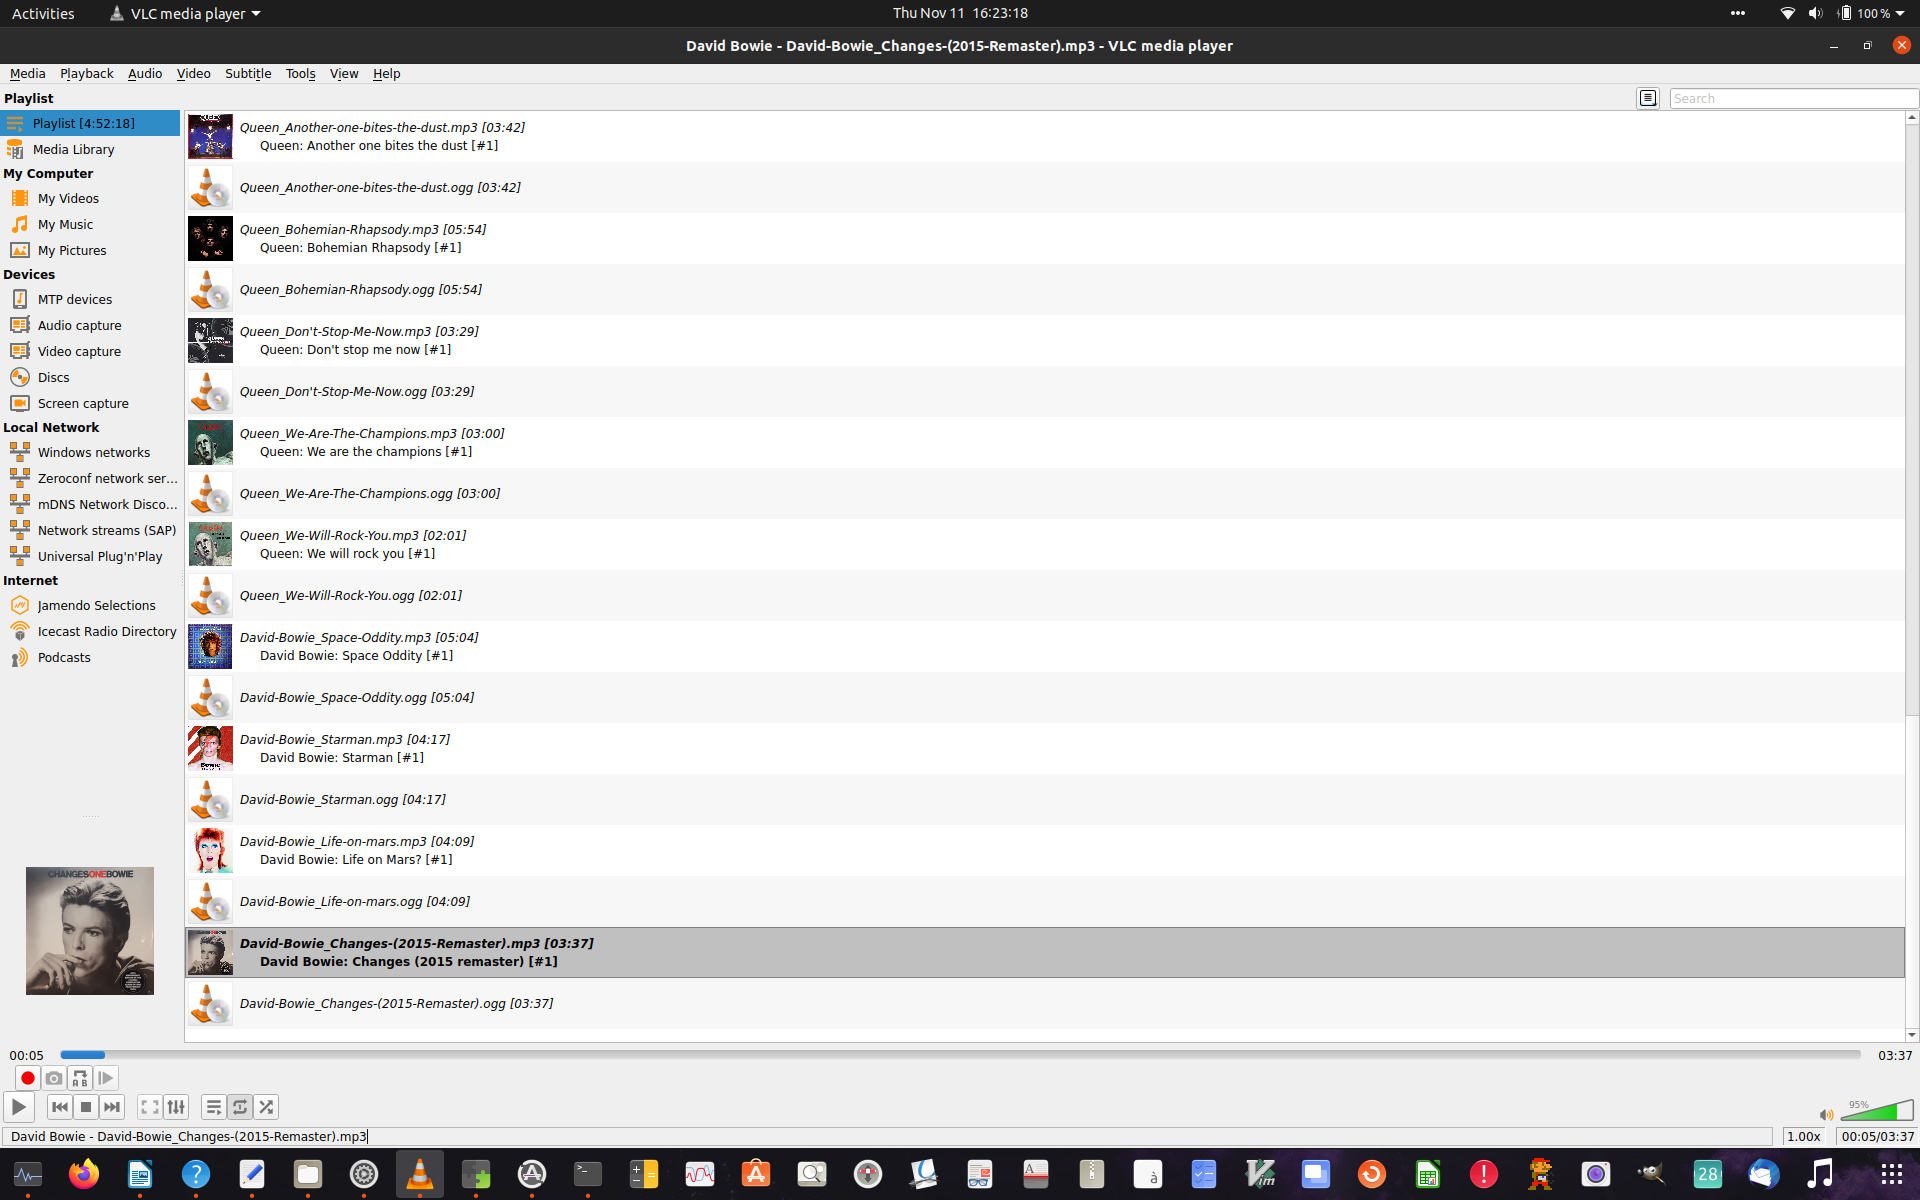 Activities VLC media player Thu Nov 11 16:23:18 100 %
David Bowie - David-Bowie_Changes-(2015-Remaster).mp3 - VLC media player
Media Playback Audio Video Subtitle Tools View Help
Playlist
Search
Playlist [4:52:18]
Media Library
My Computer
My Videos
My Music
My Pictures
Devices
MTP devices
Audio capture
Video capture
Discs
Screen capture
Local Network
Windows networks
Zeroconf network ser...
mDNS Network Disco...
Network streams (SAP)
Universal Plug'n'Play
Internet
Jamendo Selections
Icecast Radio Directory
Podcasts
CHANGESONEBOWIE
Queen_Another-one-bites-the-dust.mp3 [03:42]
Queen: Another one bites the dust [#1]
Queen_Another-one-bites-the-dust.ogg [03:42]
Queen_Bohemian-Rhapsody.mp3 [05:54]
Queen: Bohemian Rhapsody [#1]
Queen_Bohemian-Rhapsody.ogg [05:54]
Queen_Don't-Stop-Me-Now.mp3 [03:29]
Queen: Don't stop me now [#1]
Queen_Don't-Stop-Me-Now.ogg [03:29]
Queen_We-Are-The-Champions.mp3 [03:00]
Queen: We are the champions [#1]
Queen_We-Are-The-Champions.ogg [03:00]
Queen_We-Will-Rock-You.mp3 [02:01]
Queen: We will rock you [#1]
Queen_We-Will-Rock-You.ogg [02:01]
David-Bowie_Space-Oddity.mp3 [05:04]
David Bowie: Space Oddity [#1]
David-Bowie_Space-Oddity.ogg [05:04]
David-Bowie_Starman.mp3 [04:17]
David Bowie: Starman [#1]
David-Bowie_Starman.ogg [04:17]
David-Bowie_Life-on-mars.mp3 [04:09]
David Bowie: Life on Mars? [#1]
David-Bowie_Life-on-mars.ogg [04:09]
David-Bowie_Changes-(2015-Remaster).mp3 [03:37]
David Bowie: Changes (2015 remaster) [#1]
David-Bowie_Changes-(2015-Remaster).ogg [03:37]
00:05 03:37
95%
David Bowie - David-Bowie_Changes-(2015-Remaster).mp3 1.00x 00:05/03:37
28